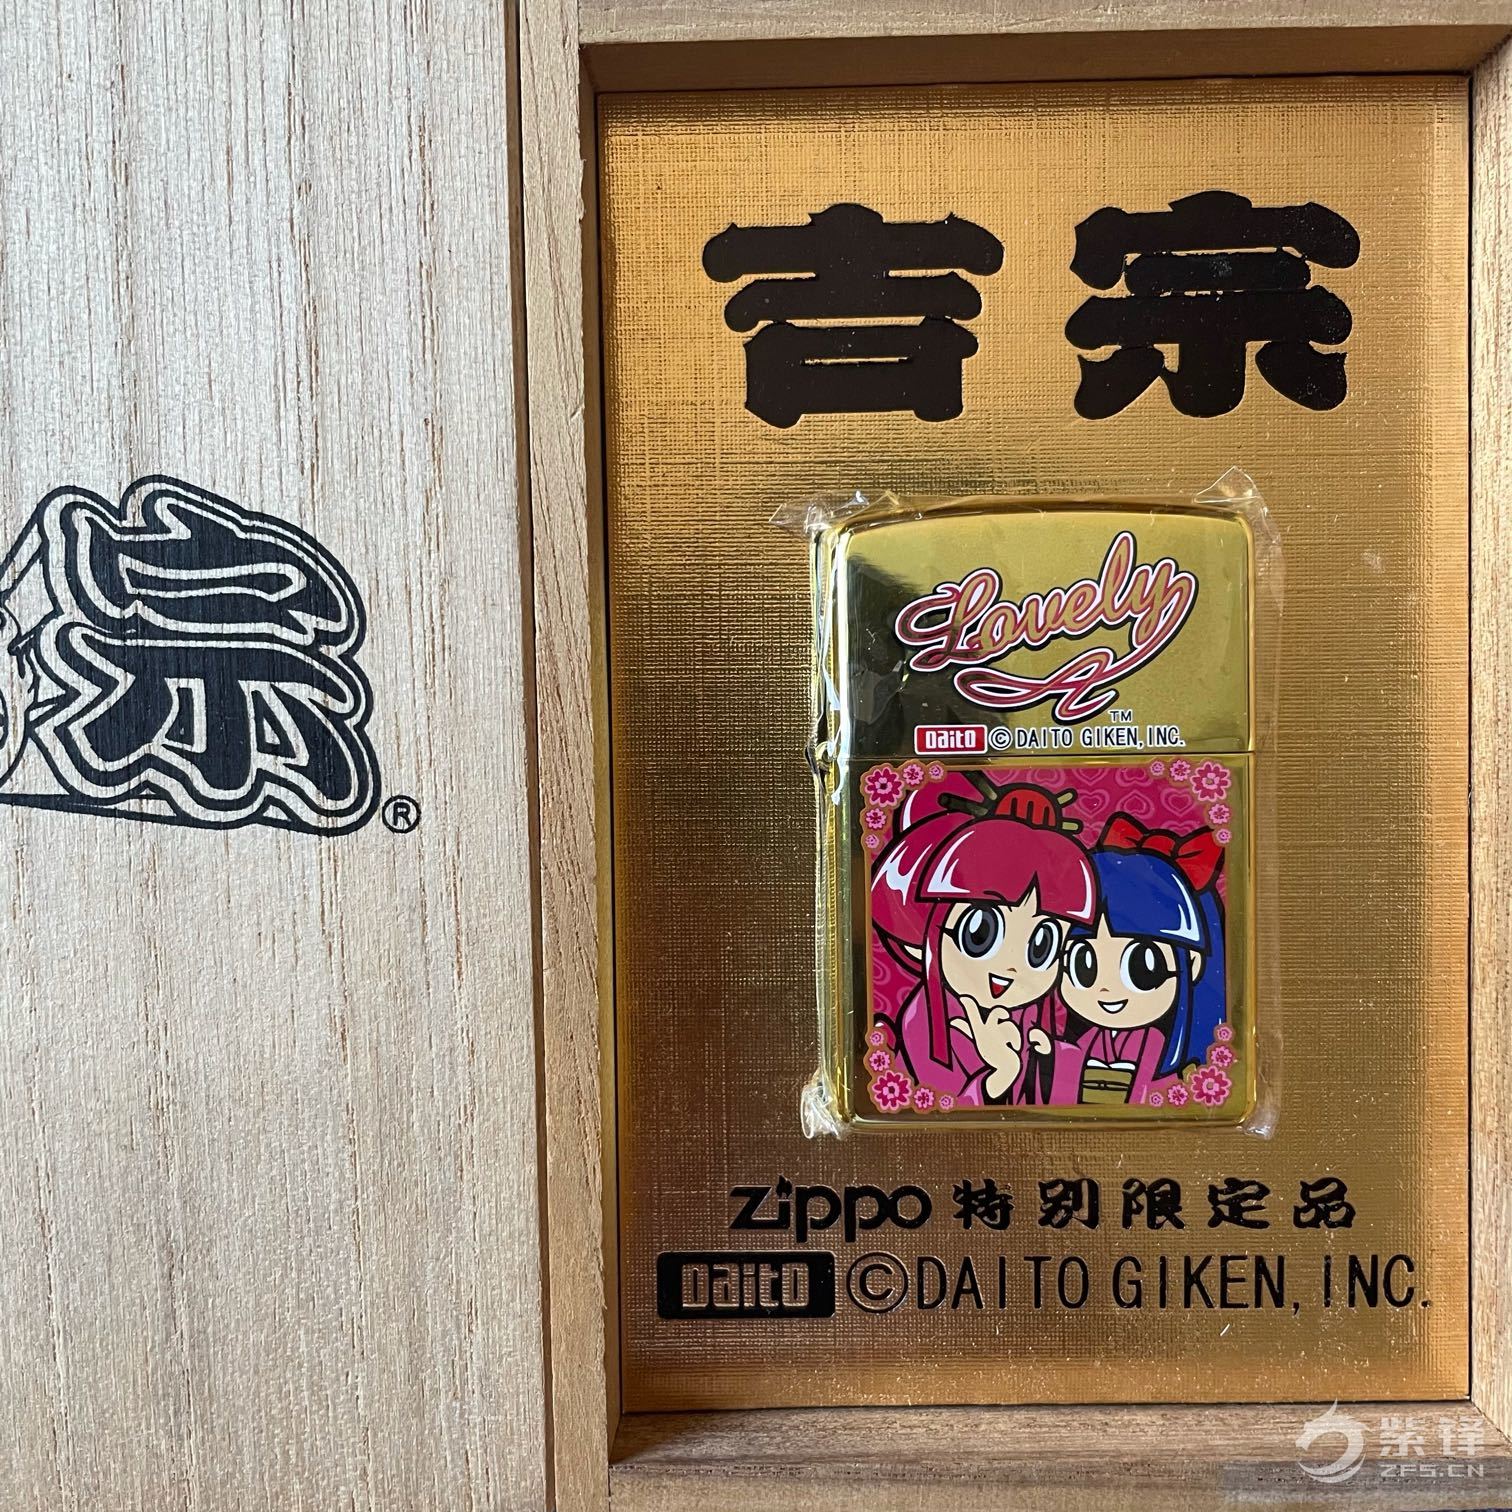 宗
®
吉宗
Lovely
TM
Daito ©DAITO GIKEN, INC.
zippo 特別限定品
Daito ©DAITO GIKEN, INC.
紫锋
ZFS.CN